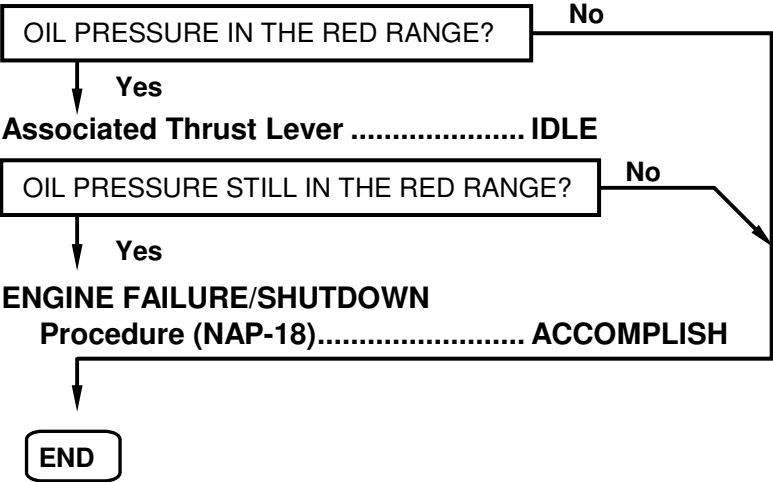 OIL PRESSURE IN THE RED RANGE?
No
Yes
Associated Thrust Lever ..................... IDLE
OIL PRESSURE STILL IN THE RED RANGE?
No
Yes
ENGINE FAILURE/SHUTDOWN
Procedure (NAP-18)......................... ACCOMPLISH
END